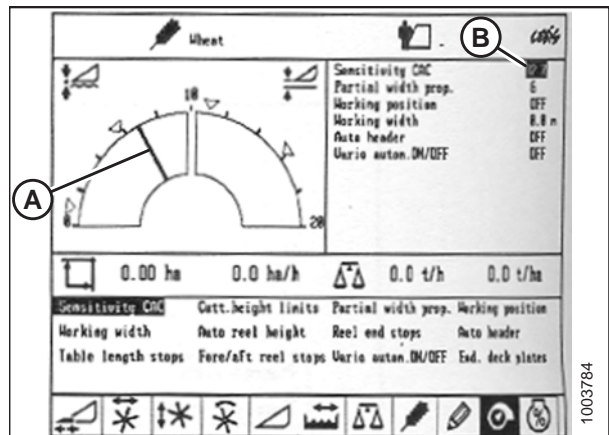 Wheat
B
Sensitivity CAC
Partial width prop. 6
Working position OFF
Working width 0.0 m
Auto header OFF
Vario autom.ON/OFF OFF
10
A
0
20
0.00 ha 0.0 ha/h 0.0 t/h 0.0 t/ha
Sensitivity CAC Cutt.height limits Partial width prop. Working position
Working width Auto reel height Reel end stops Auto header
Table length stops Fore/aft reel stops Vario autom.ON/OFF End. deck plates
%
1003784